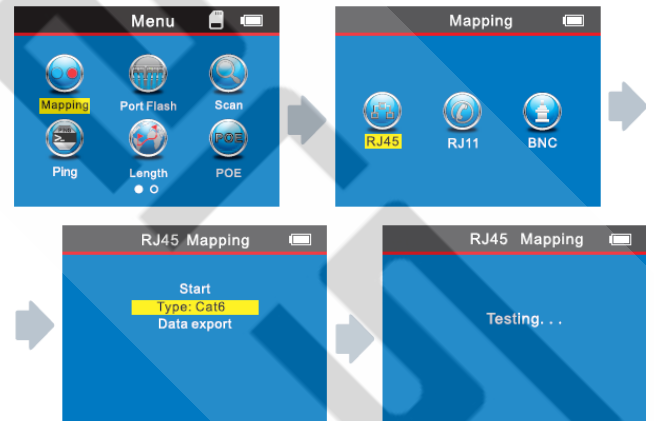 Menu
Mapping
Port Flash
Scan
Ping
Length
POE
POE
Mapping
RJ45
RJ11
BNC
RJ45 Mapping
Start
Type: Cat6
Data export
RJ45 Mapping
Testing. . .